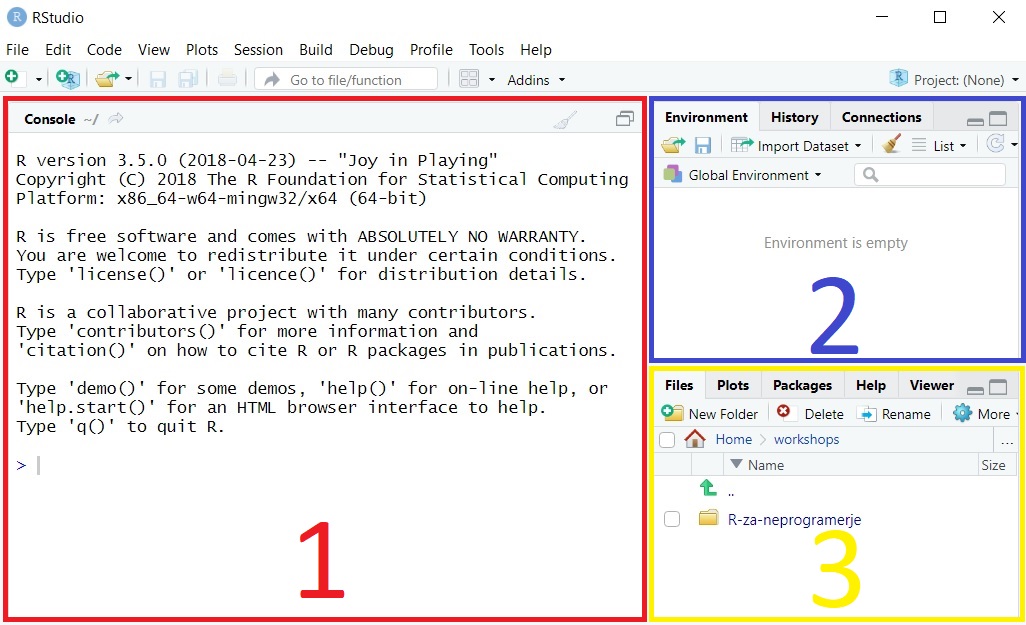 RStudio
File Edit Code View Plots Session Build Debug Profile Tools Help
Go to file/function Addins Project: (None)
Console ~/
R version 3.5.0 (2018-04-23) -- "Joy in Playing"
Copyright (C) 2018 The R Foundation for Statistical Computing
Platform: x86_64-w64-mingw32/x64 (64-bit)
R is free software and comes with ABSOLUTELY NO WARRANTY.
You are welcome to redistribute it under certain conditions.
Type 'license()' or 'licence()' for distribution details.
R is a collaborative project with many contributors.
Type 'contributors()' for more information and
'citation()' on how to cite R or R packages in publications.
Type 'demo()' for some demos, 'help()' for on-line help, or
'help.start()' for an HTML browser interface to help.
Type 'q()' to quit R.
>
1
Environment History Connections
Import Dataset List
Global Environment
Environment is empty
2
Files Plots Packages Help Viewer
New Folder Delete Rename More
Home workshops ...
Name Size
..
R-za-neprogramerje
3